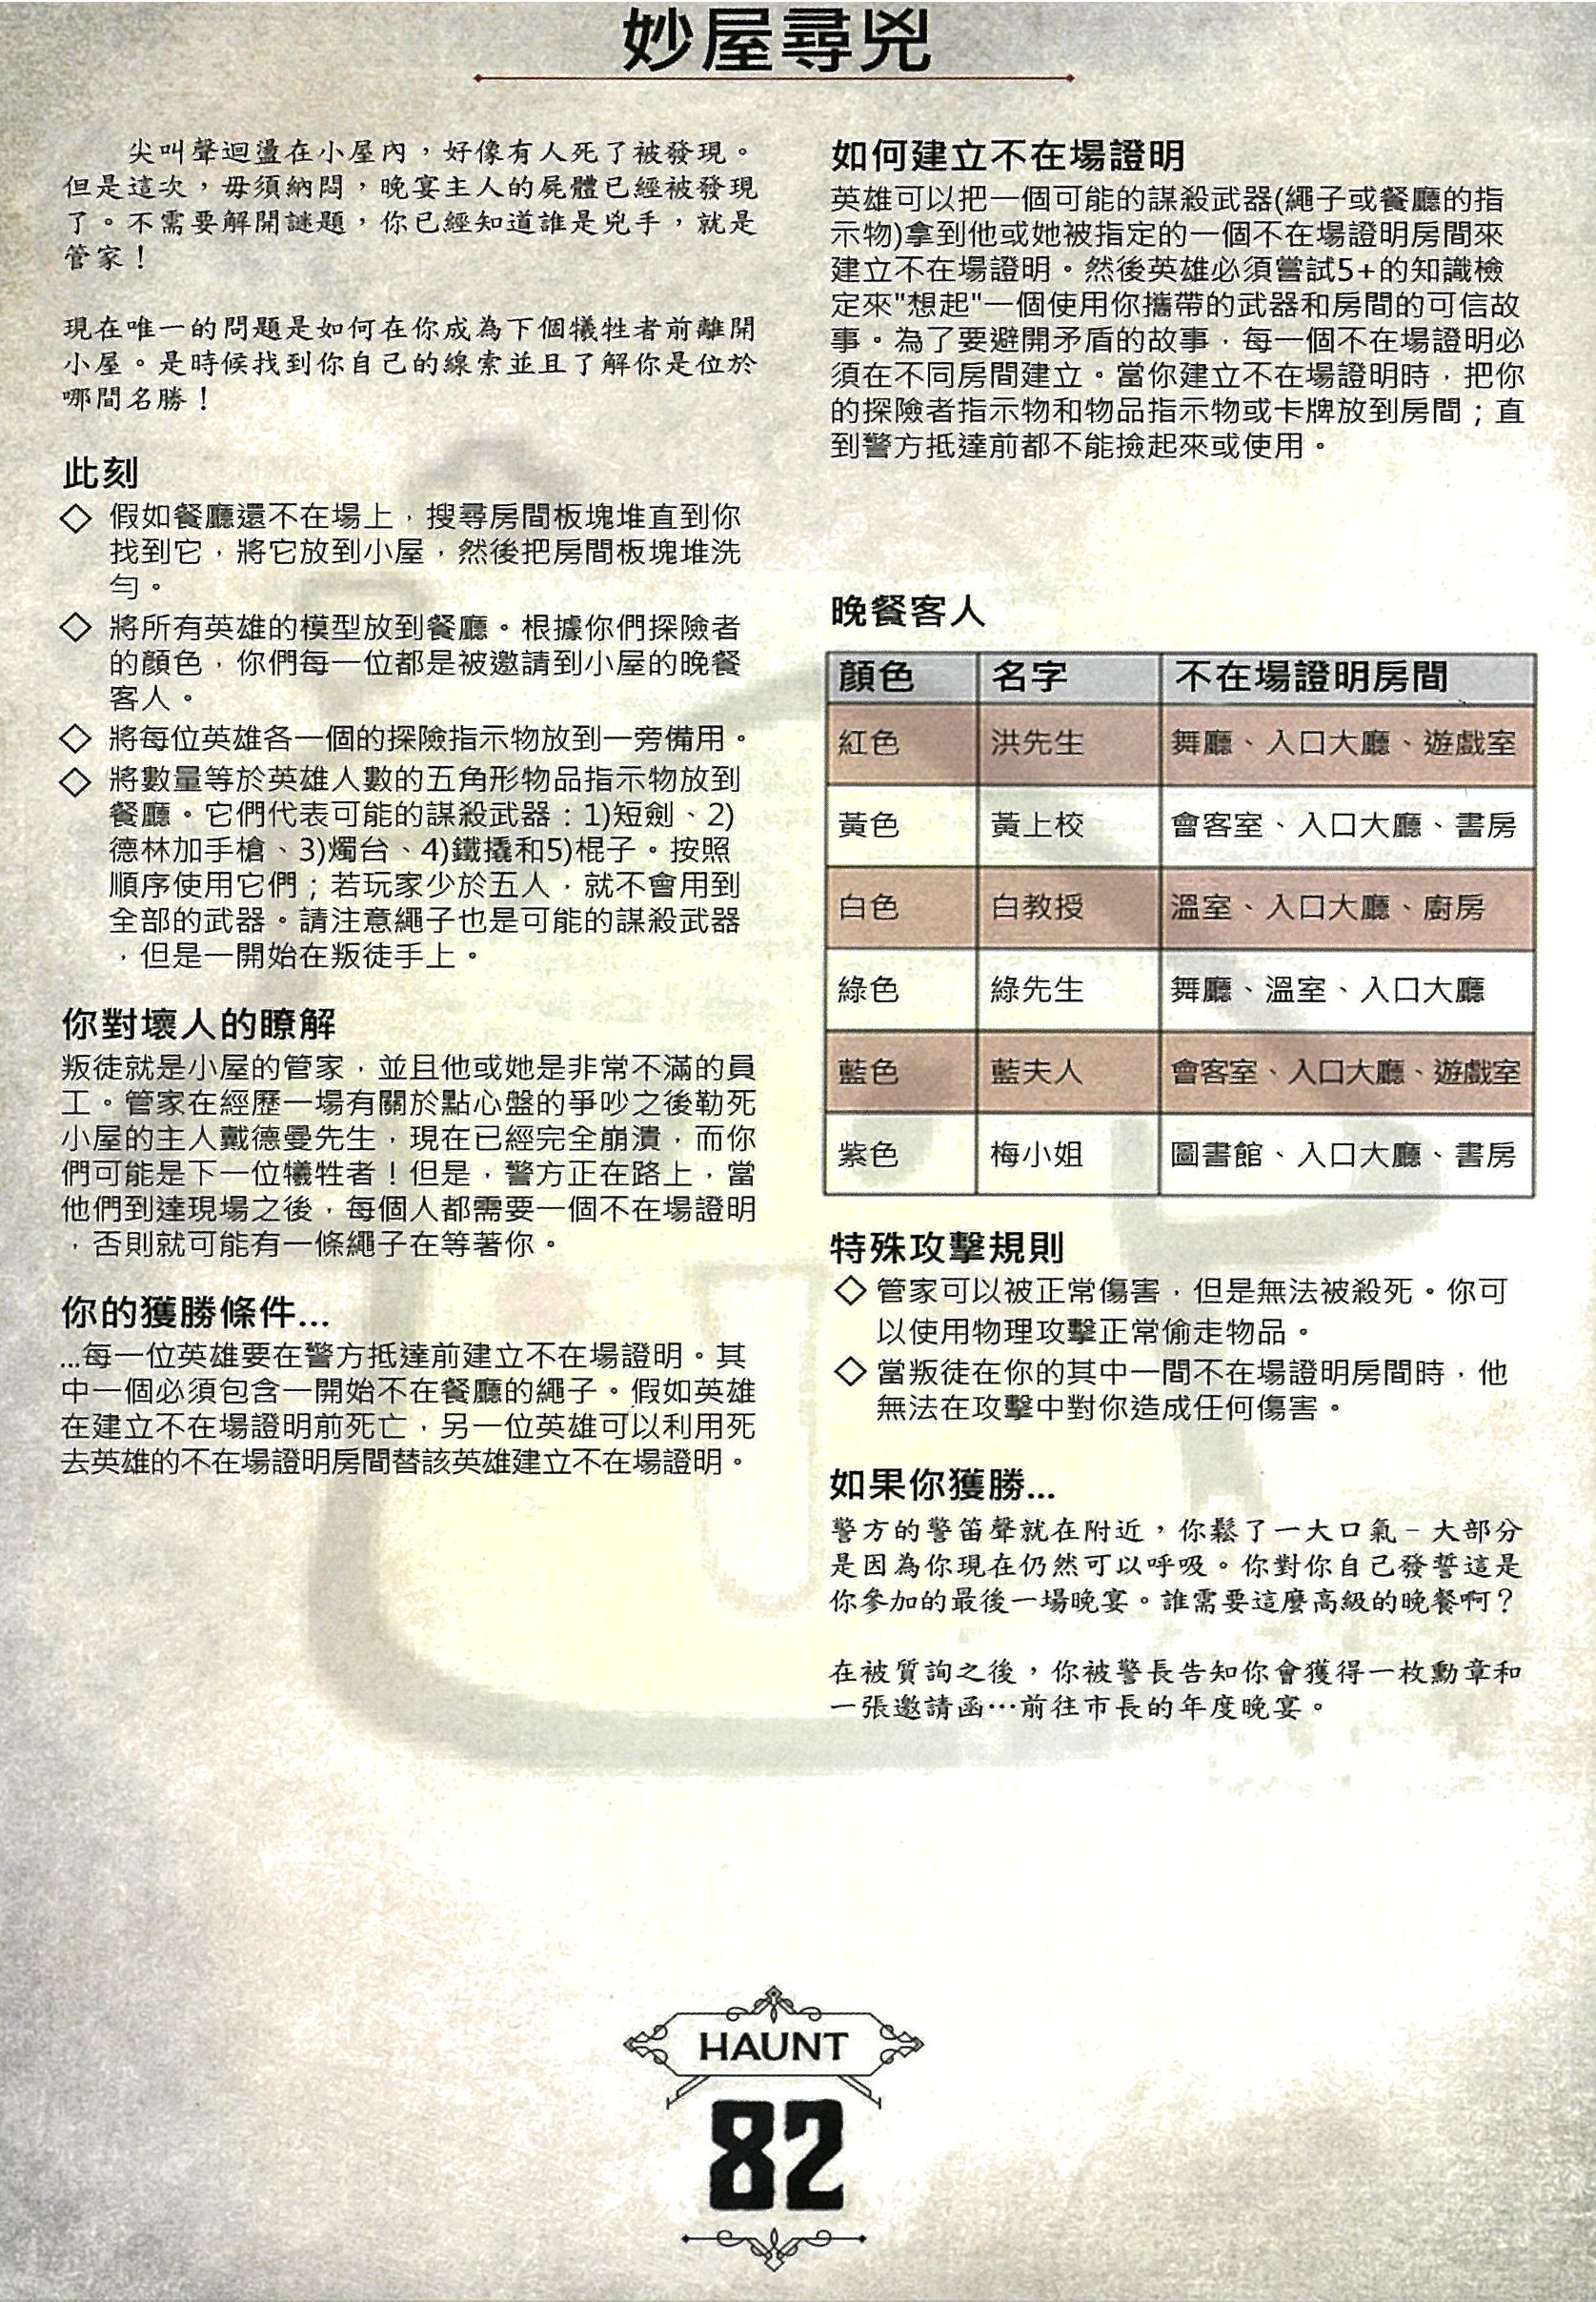 妙屋尋兇
尖叫聲迴盪在小屋內，好像有人死了被發現。
但是這次，毋須納悶，晚宴主人的屍體已經被發現
了。不需要解開謎題，你已經知道誰是兇手，就是
管家！
現在唯一的問題是如何在你成為下個犧牲者前離開
小屋。是時候找到你自己的線索並且了解你是位於
哪間名勝！
此刻
◇ 假如餐廳還不在場上，搜尋房間板塊堆直到你
找到它，將它放到小屋，然後把房間板塊堆洗
勻。
◇ 將所有英雄的模型放到餐廳。根據你們探險者
的顏色，你們每一位都是被邀請到小屋的晚餐
客人。
◇ 將每位英雄各一個的探險指示物放到一旁備用。
◇ 將數量等於英雄人數的五角形物品指示物放到
餐廳。它們代表可能的謀殺武器：1)短劍、2)
德林加手槍、3)燭台、4)鐵撬和5)棍子。按照
順序使用它們；若玩家少於五人，就不會用到
全部的武器。請注意繩子也是可能的謀殺武器
，但是一開始在叛徒手上。
你對壞人的瞭解
叛徒就是小屋的管家，並且他或她是非常不滿的員
工。管家在經歷一場有關於點心盤的爭吵之後勒死
小屋的主人戴德曼先生，現在已經完全崩潰，而你
們可能是下一位犧牲者！但是，警方正在路上，當
他們到達現場之後，每個人都需要一個不在場證明
，否則就可能有一條繩子在等著你。
你的獲勝條件...
...每一位英雄要在警方抵達前建立不在場證明。其
中一個必須包含一開始不在餐廳的繩子。假如英雄
在建立不在場證明前死亡，另一位英雄可以利用死
去英雄的不在場證明房間替該英雄建立不在場證明。
如何建立不在場證明
英雄可以把一個可能的謀殺武器(繩子或餐廳的指
示物)拿到他或她被指定的一個不在場證明房間來
建立不在場證明。然後英雄必須嘗試5+的知識檢
定來"想起"一個使用你攜帶的武器和房間的可信故
事。為了要避開矛盾的故事，每一個不在場證明必
須在不同房間建立。當你建立不在場證明時，把你
的探險者指示物和物品指示物或卡牌放到房間；直
到警方抵達前都不能撿起來或使用。
晚餐客人
顏色 名字 不在場證明房間
紅色 洪先生 舞廳、入口大廳、遊戲室
黃色 黃上校 會客室、入口大廳、書房
白色 白教授 溫室、入口大廳、廚房
綠色 綠先生 舞廳、溫室、入口大廳
藍色 藍夫人 會客室、入口大廳、遊戲室
紫色 梅小姐 圖書館、入口大廳、書房
特殊攻擊規則
◇ 管家可以被正常傷害，但是無法被殺死。你可
以使用物理攻擊正常偷走物品。
◇ 當叛徒在你的其中一間不在場證明房間時，他
無法在攻擊中對你造成任何傷害。
如果你獲勝...
警方的警笛聲就在附近，你鬆了一大口氣–大部分
是因為你現在仍然可以呼吸。你對你自己發誓這是
你參加的最後一場晚宴。誰需要這麼高級的晚餐啊？
在被質詢之後，你被警長告知你會獲得一枚勳章和
一張邀請函…前往市長的年度晚宴。
HAUNT
82